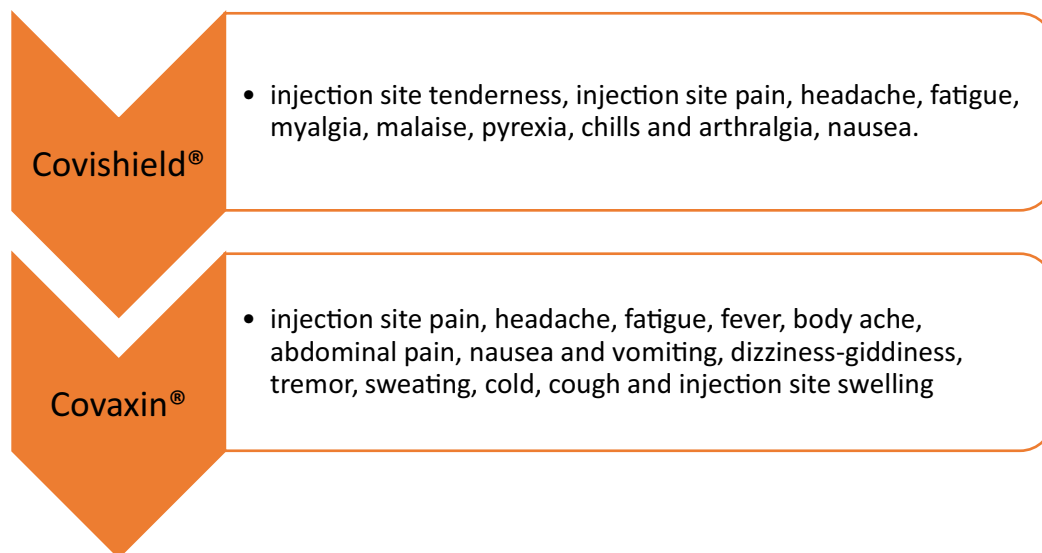 Covishield®
• injection site tenderness, injection site pain, headache, fatigue,
myalgia, malaise, pyrexia, chills and arthralgia, nausea.
Covaxin®
• injection site pain, headache, fatigue, fever, body ache,
abdominal pain, nausea and vomiting, dizziness-giddiness,
tremor, sweating, cold, cough and injection site swelling